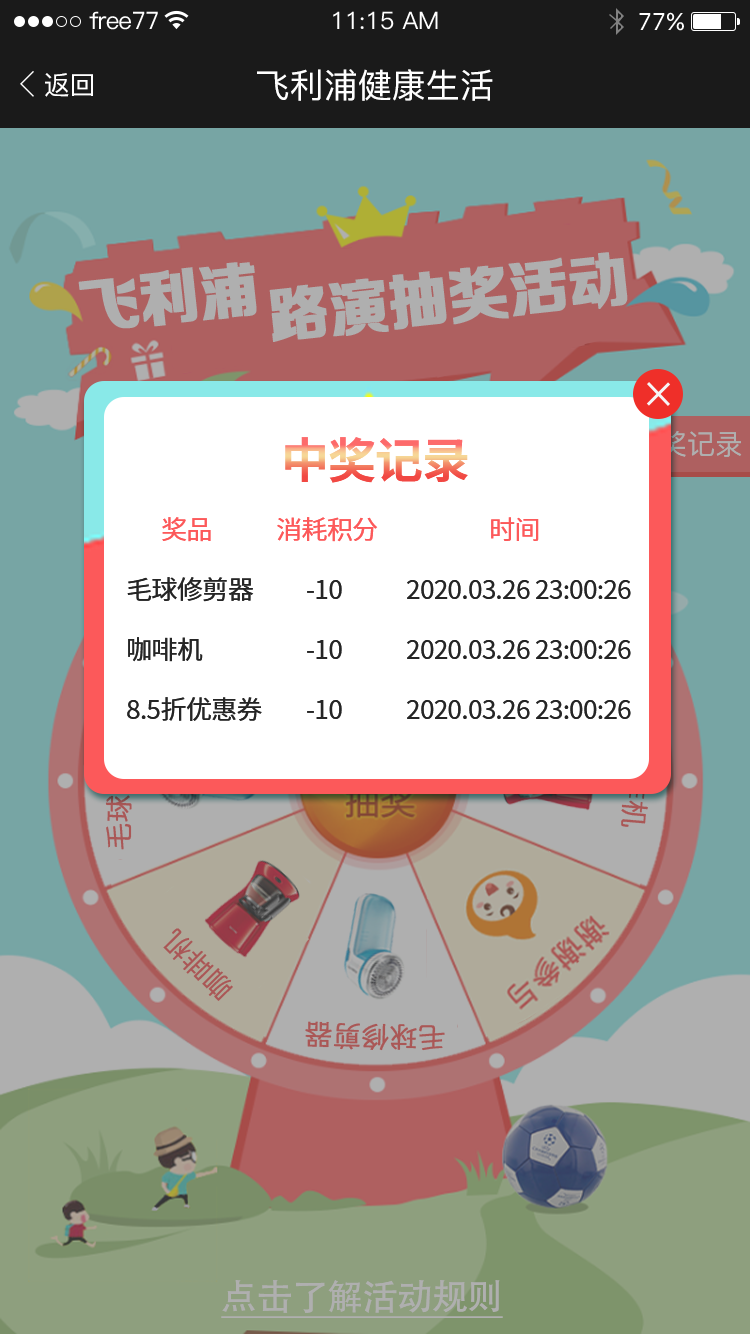 free77 11:15 AM 77%
返回 飞利浦健康生活
飞利浦 路演抽奖活动
奖记录
中奖记录
奖品 消耗积分 时间
毛球修剪器 -10 2020.03.26 23:00:26
咖啡机 -10 2020.03.26 23:00:26
8.5折优惠券 -10 2020.03.26 23:00:26
抽奖
毛球
机
咖啡机
谢谢参与
毛球修剪器
点击了解活动规则